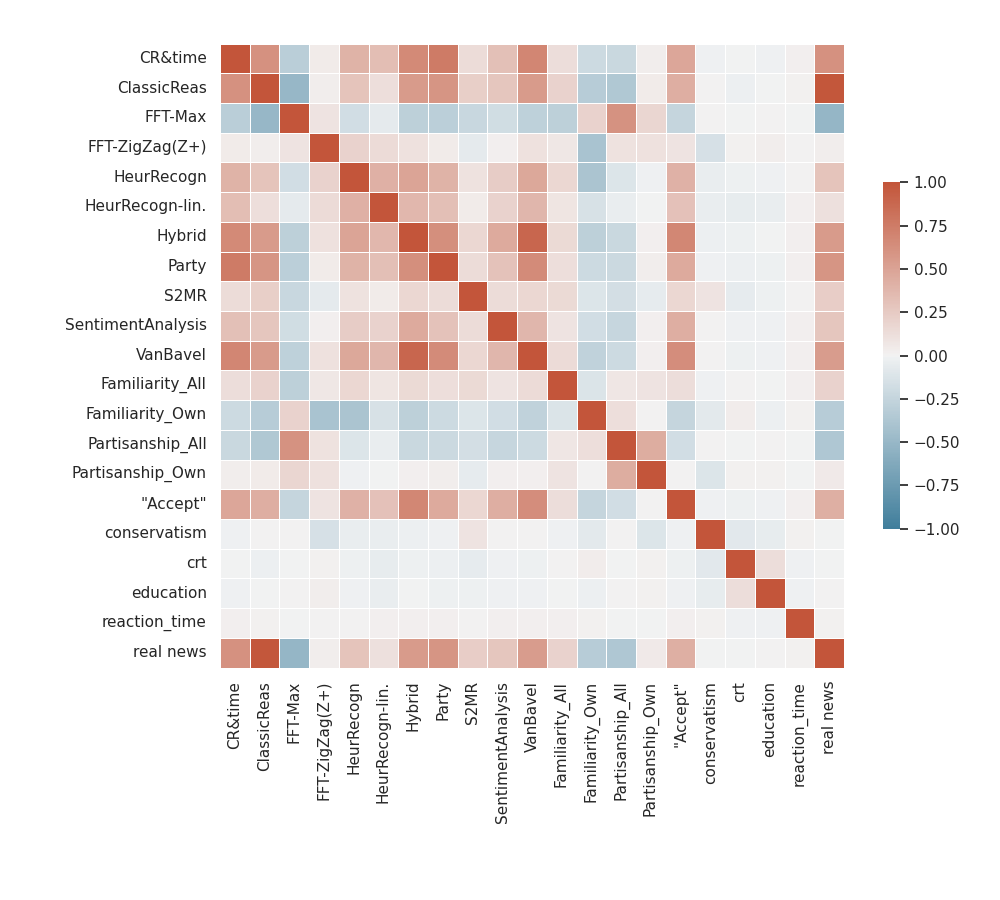 CR&time
ClassicReas
FFT-Max
FFT-ZigZag(Z+)
HeurRecogn
HeurRecogn-lin.
Hybrid
Party
S2MR
SentimentAnalysis
VanBavel
Familiarity_All
Familiarity_Own
Partisanship_All
Partisanship_Own
"Accept"
conservatism
crt
education
reaction_time
real news
CR&time
ClassicReas
FFT-Max
FFT-ZigZag(Z+)
HeurRecogn
HeurRecogn-lin.
Hybrid
Party
S2MR
SentimentAnalysis
VanBavel
Familiarity_All
Familiarity_Own
Partisanship_All
Partisanship_Own
"Accept"
conservatism
crt
education
reaction_time
real news
1.00
0.75
0.50
0.25
0.00
−0.25
−0.50
−0.75
−1.00